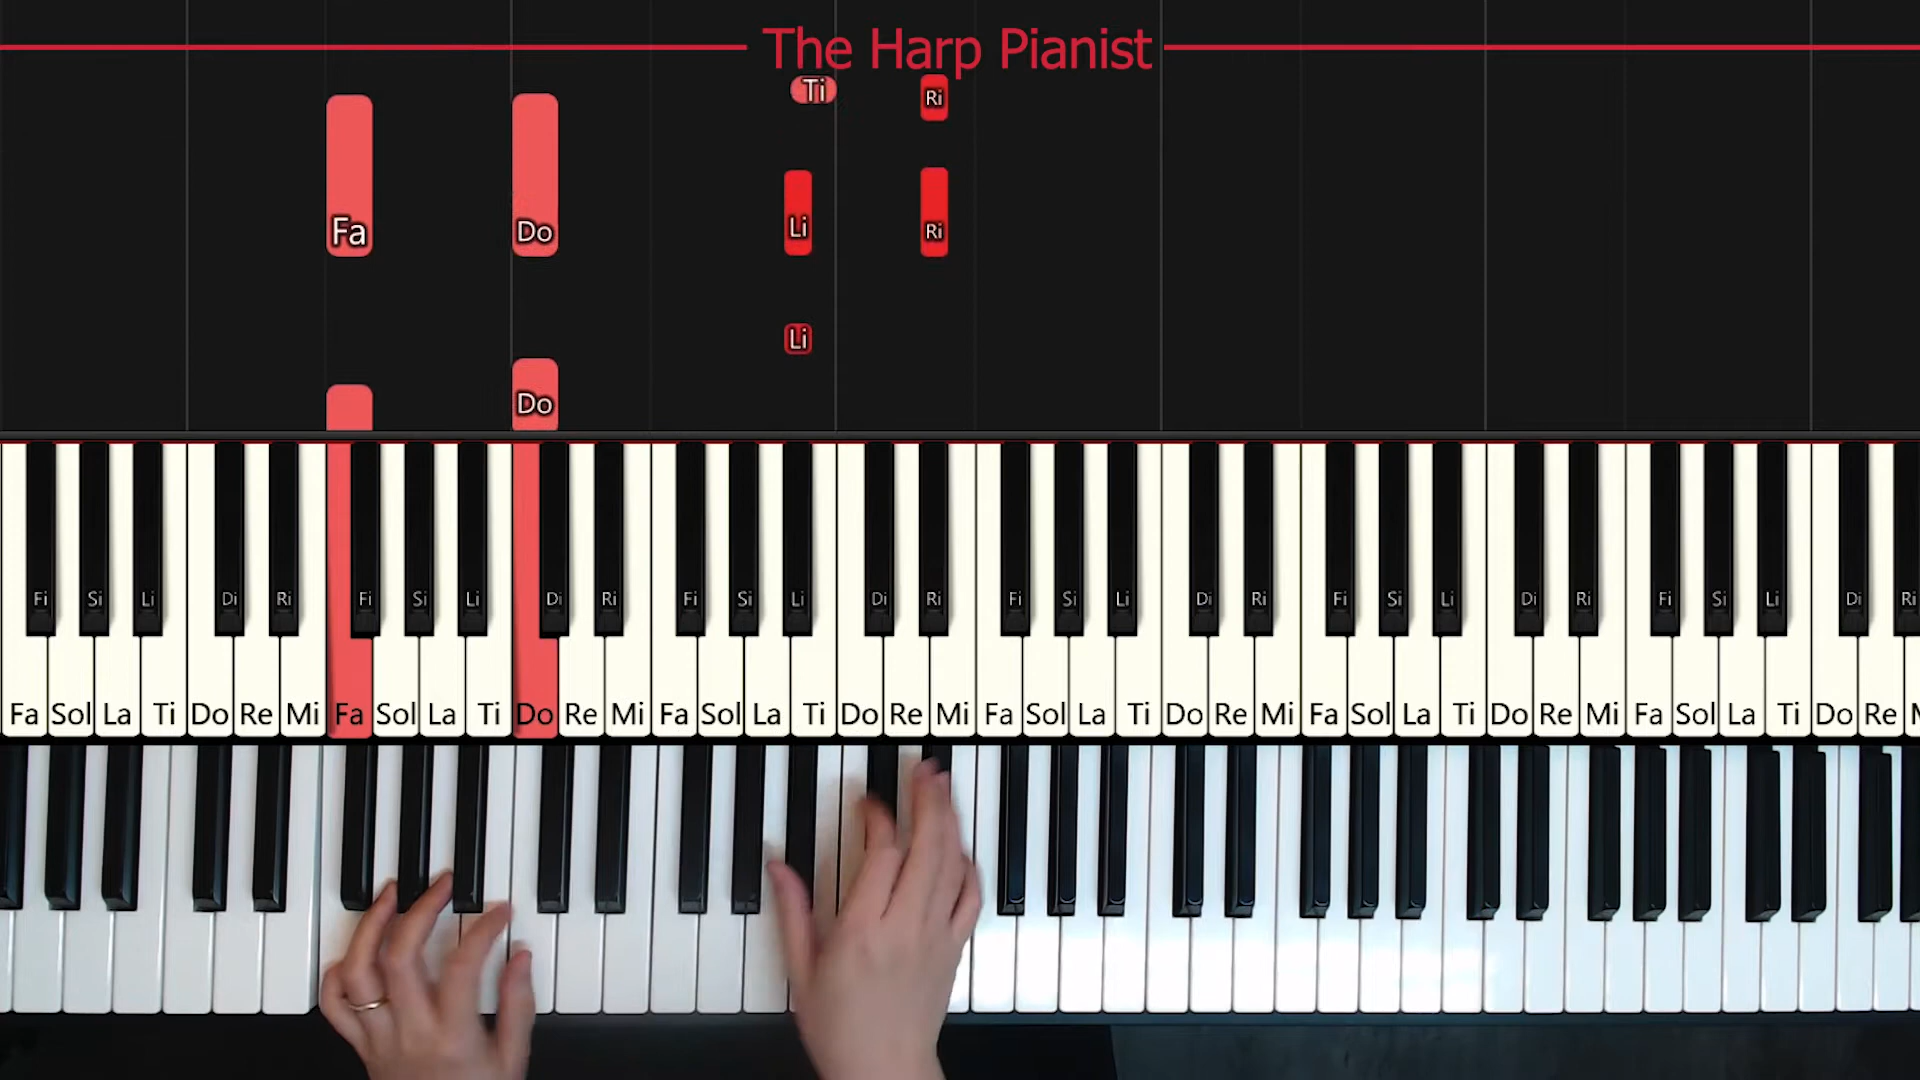 The Harp Pianist
Ti Ri
Fa Do Li Ri
Li
Do
Fi Si Li Di Ri Fi Si Li Di Ri Fi Si Li Di Ri Fi Si Li Di Ri Fi Si Li Di Ri Fi Si Li Di Ri
Fa Sol La Ti Do Re Mi Fa Sol La Ti Do Re Mi Fa Sol La Ti Do Re Mi Fa Sol La Ti Do Re Mi Fa Sol La Ti Do Re Mi Fa Sol La Ti Do Re